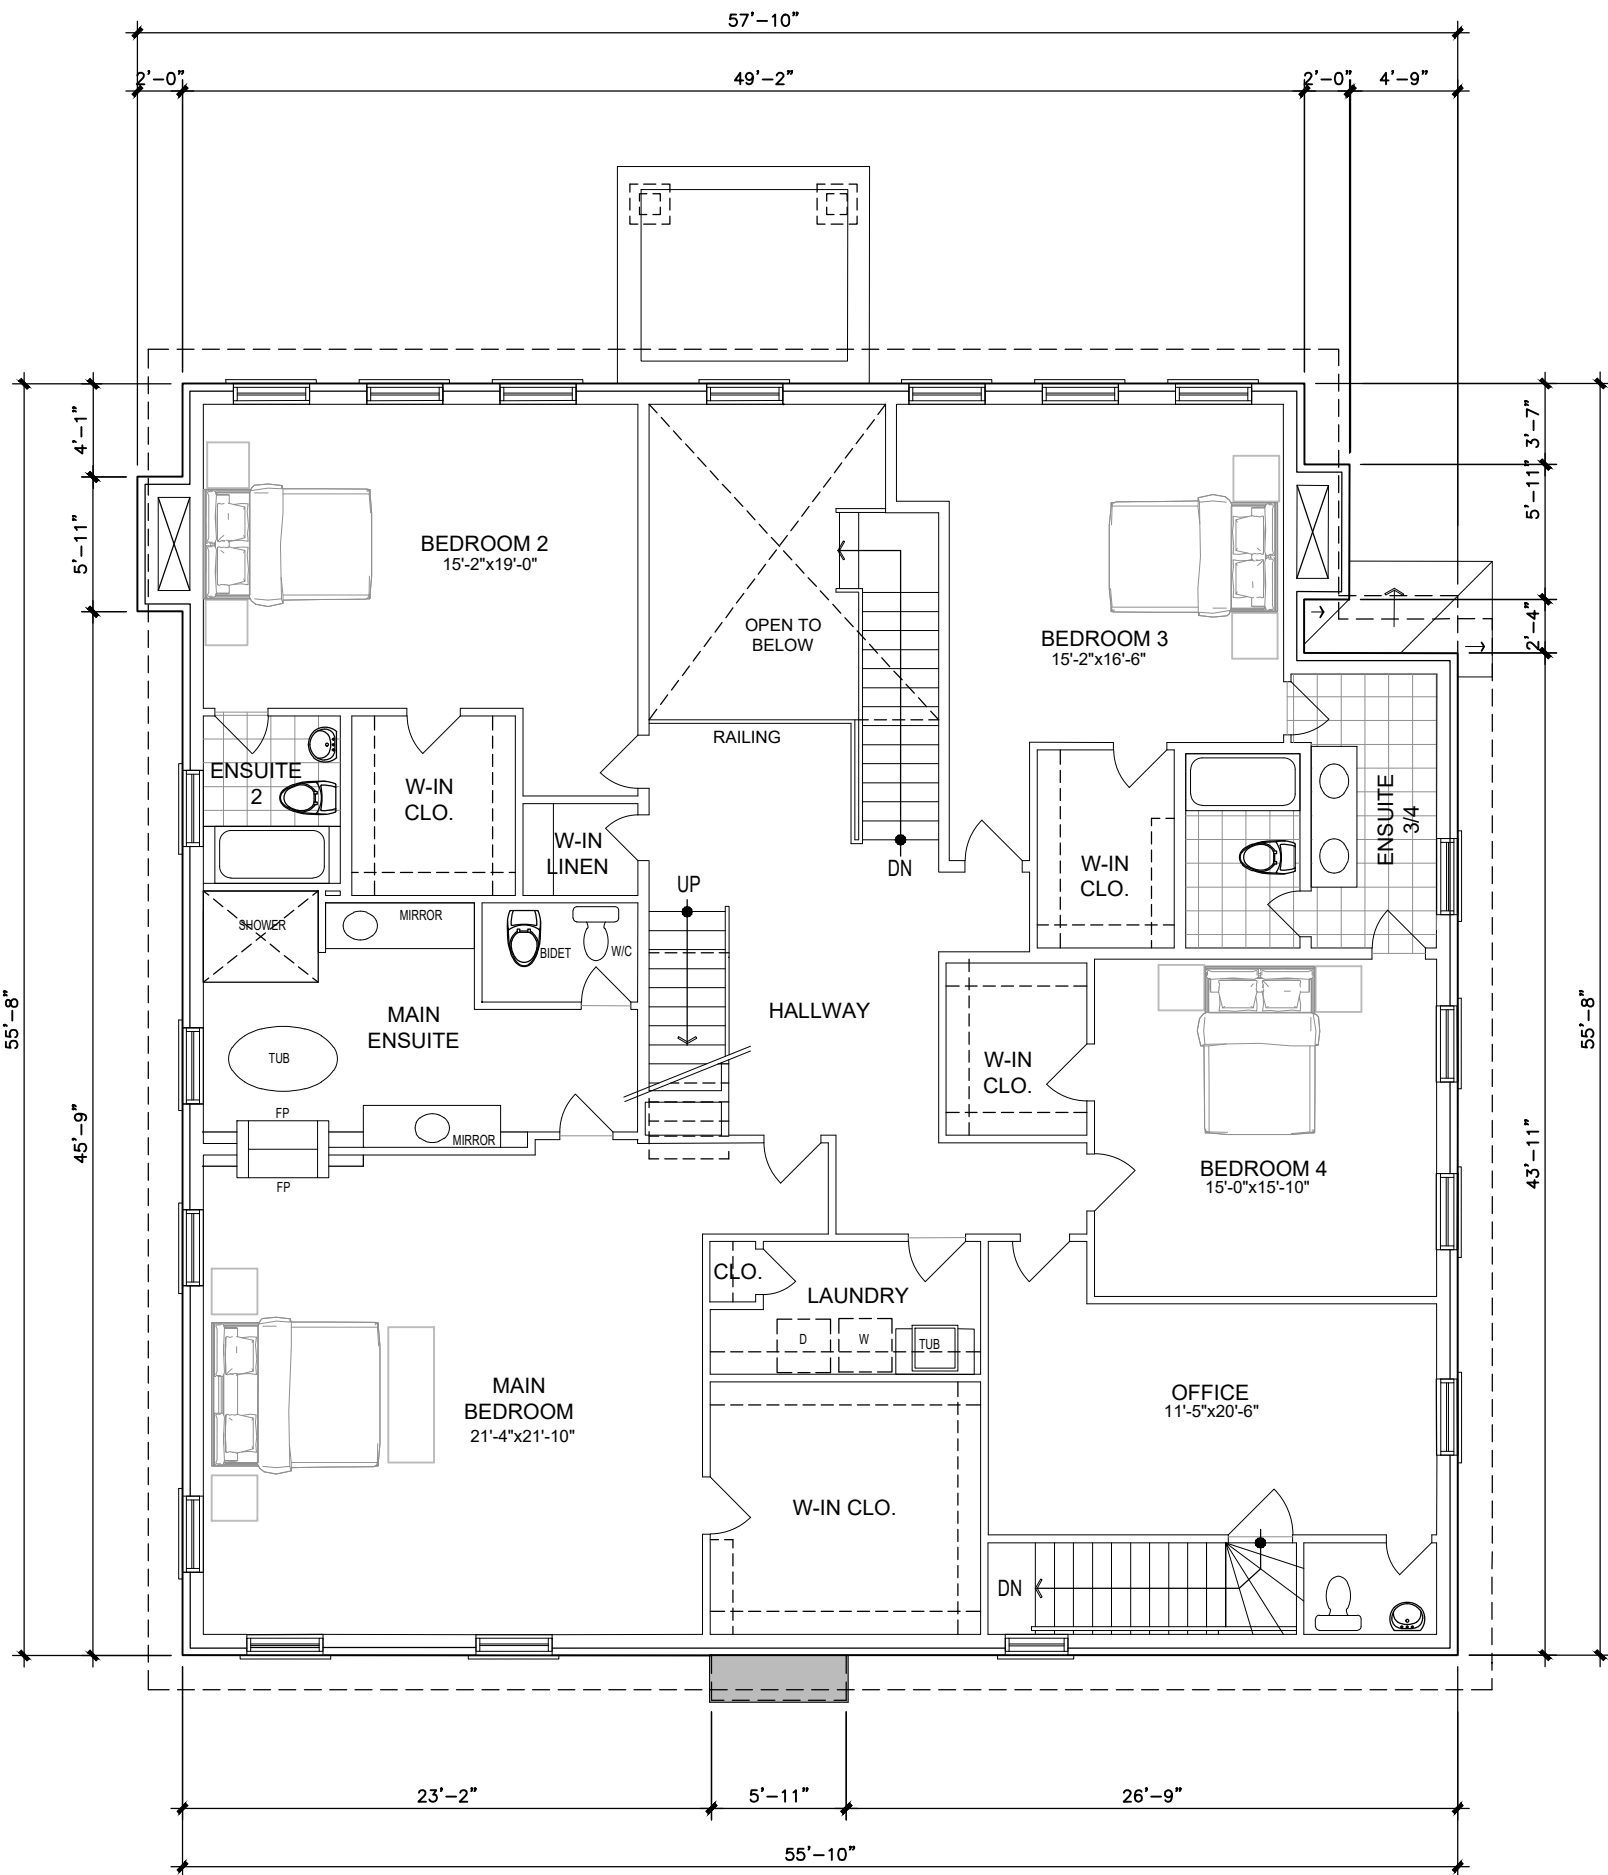 57'-10"
2'-0"
49'-2"
2'-0"
4'-9"
4'-1"
5'-11"
45'-9"
55'-8"
3'-7"
5'-11"
2'-4"
43'-11"
55'-8"
BEDROOM 2
15'-2"x19'-0"
OPEN TO
BELOW
BEDROOM 3
15'-2"x16'-6"
RAILING
ENSUITE
2
W-IN
CLO.
W-IN
LINEN
DN
UP
W-IN
CLO.
ENSUITE
3/4
SHOWER
MIRROR
BIDET
W/C
MAIN
ENSUITE
TUB
HALLWAY
W-IN
CLO.
FP
MIRROR
FP
BEDROOM 4
15'-0"x15'-10"
CLO.
LAUNDRY
D
W
TUB
MAIN
BEDROOM
21'-4"x21'-10"
OFFICE
11'-5"x20'-6"
W-IN CLO.
DN
23'-2"
5'-11"
26'-9"
55'-10"